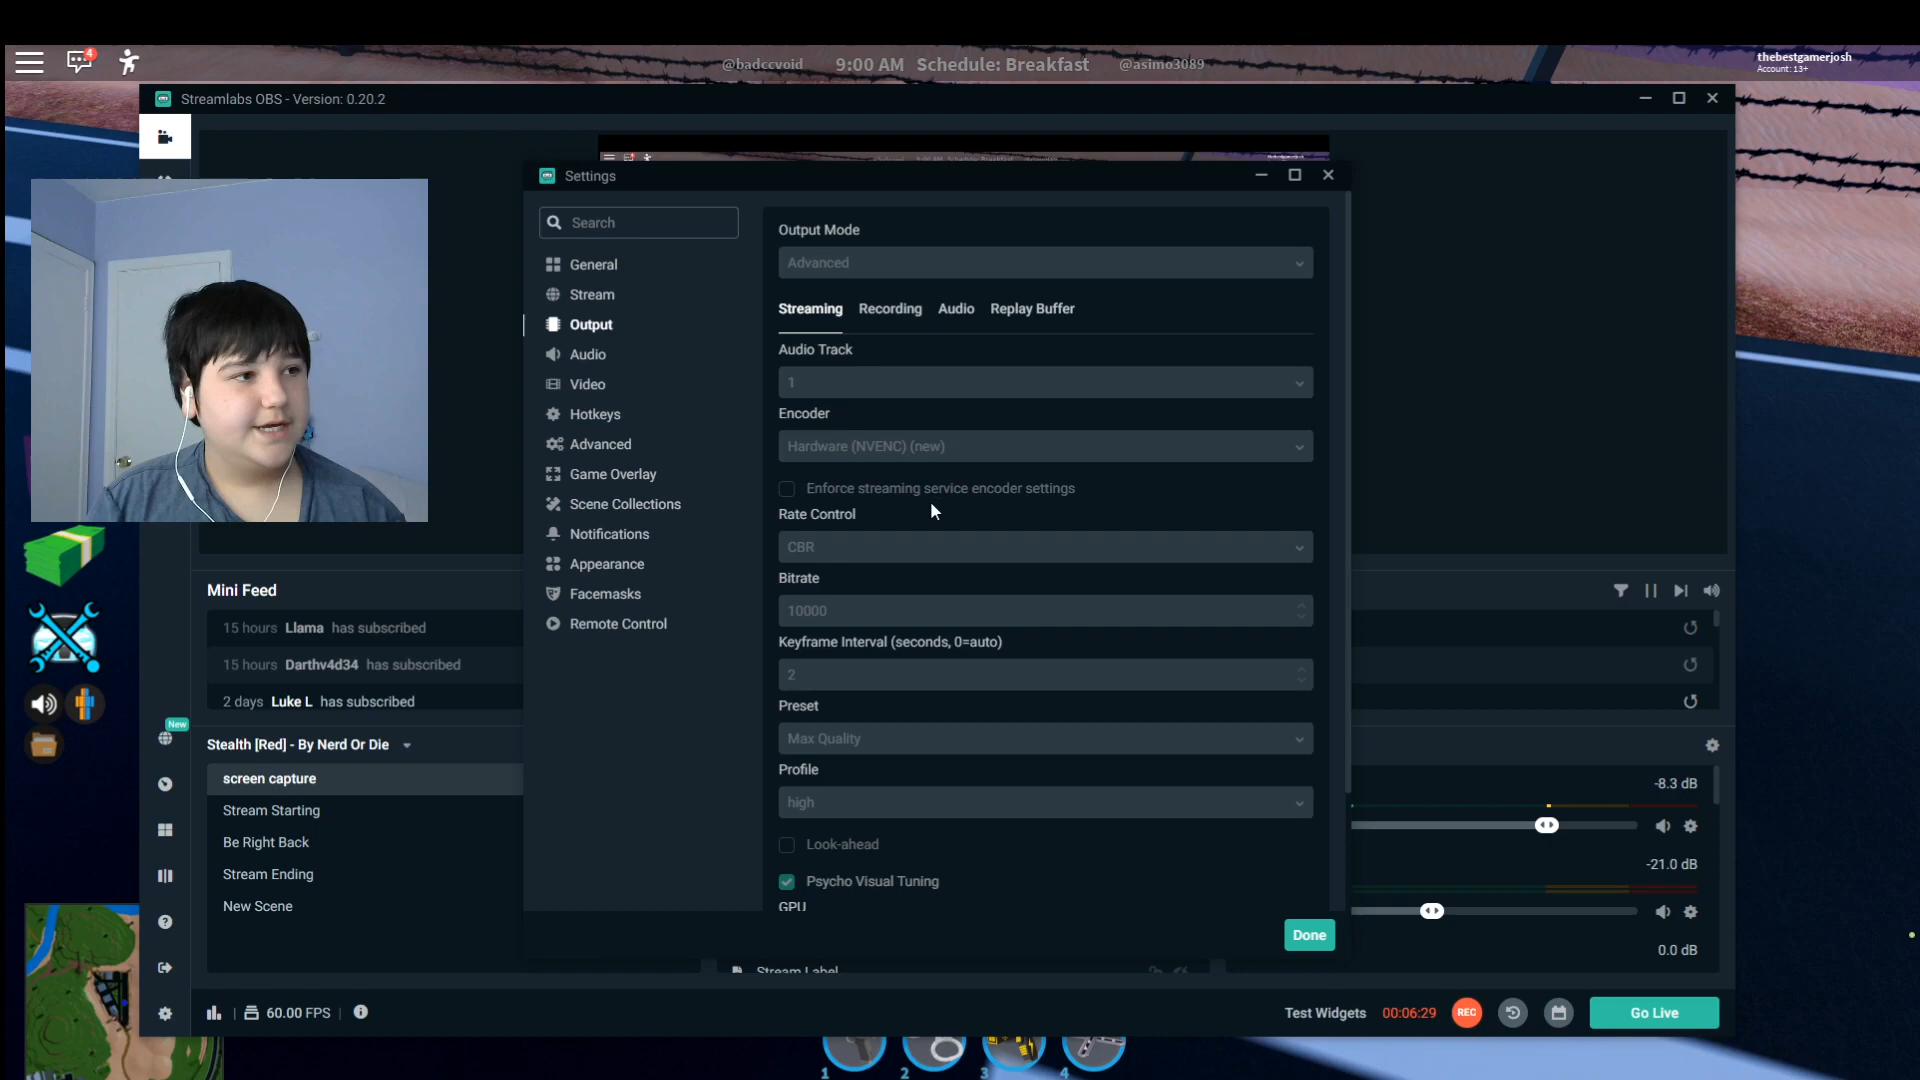 4
@badccvoid
9:00 AM Schedule: Breakfast
@asimo3089
thebestgamerjosh
Account: 13+
Streamlabs OBS - Version: 0.20.2
Settings
Search
General
Stream
Output
Audio
Video
Hotkeys
Advanced
Game Overlay
Scene Collections
Notifications
Appearance
Facemasks
Remote Control
Output Mode
Advanced
Streaming Recording Audio Replay Buffer
Audio Track
1
Encoder
Hardware (NVENC) (new)
Enforce streaming service encoder settings
Rate Control
CBR
Bitrate
10000
Keyframe Interval (seconds, 0=auto)
2
Preset
Max Quality
Profile
high
Look-ahead
Psycho Visual Tuning
GPU
Done
Mini Feed
15 hours Llama has subscribed
15 hours Darthv4d34 has subscribed
2 days Luke L has subscribed
New
Stealth [Red] - By Nerd Or Die
screen capture
Stream Starting
Be Right Back
Stream Ending
New Scene
Stream Label
-8.3 dB
-21.0 dB
0.0 dB
60.00 FPS
Test Widgets 00:06:29 REC Go Live
1 2 3 4